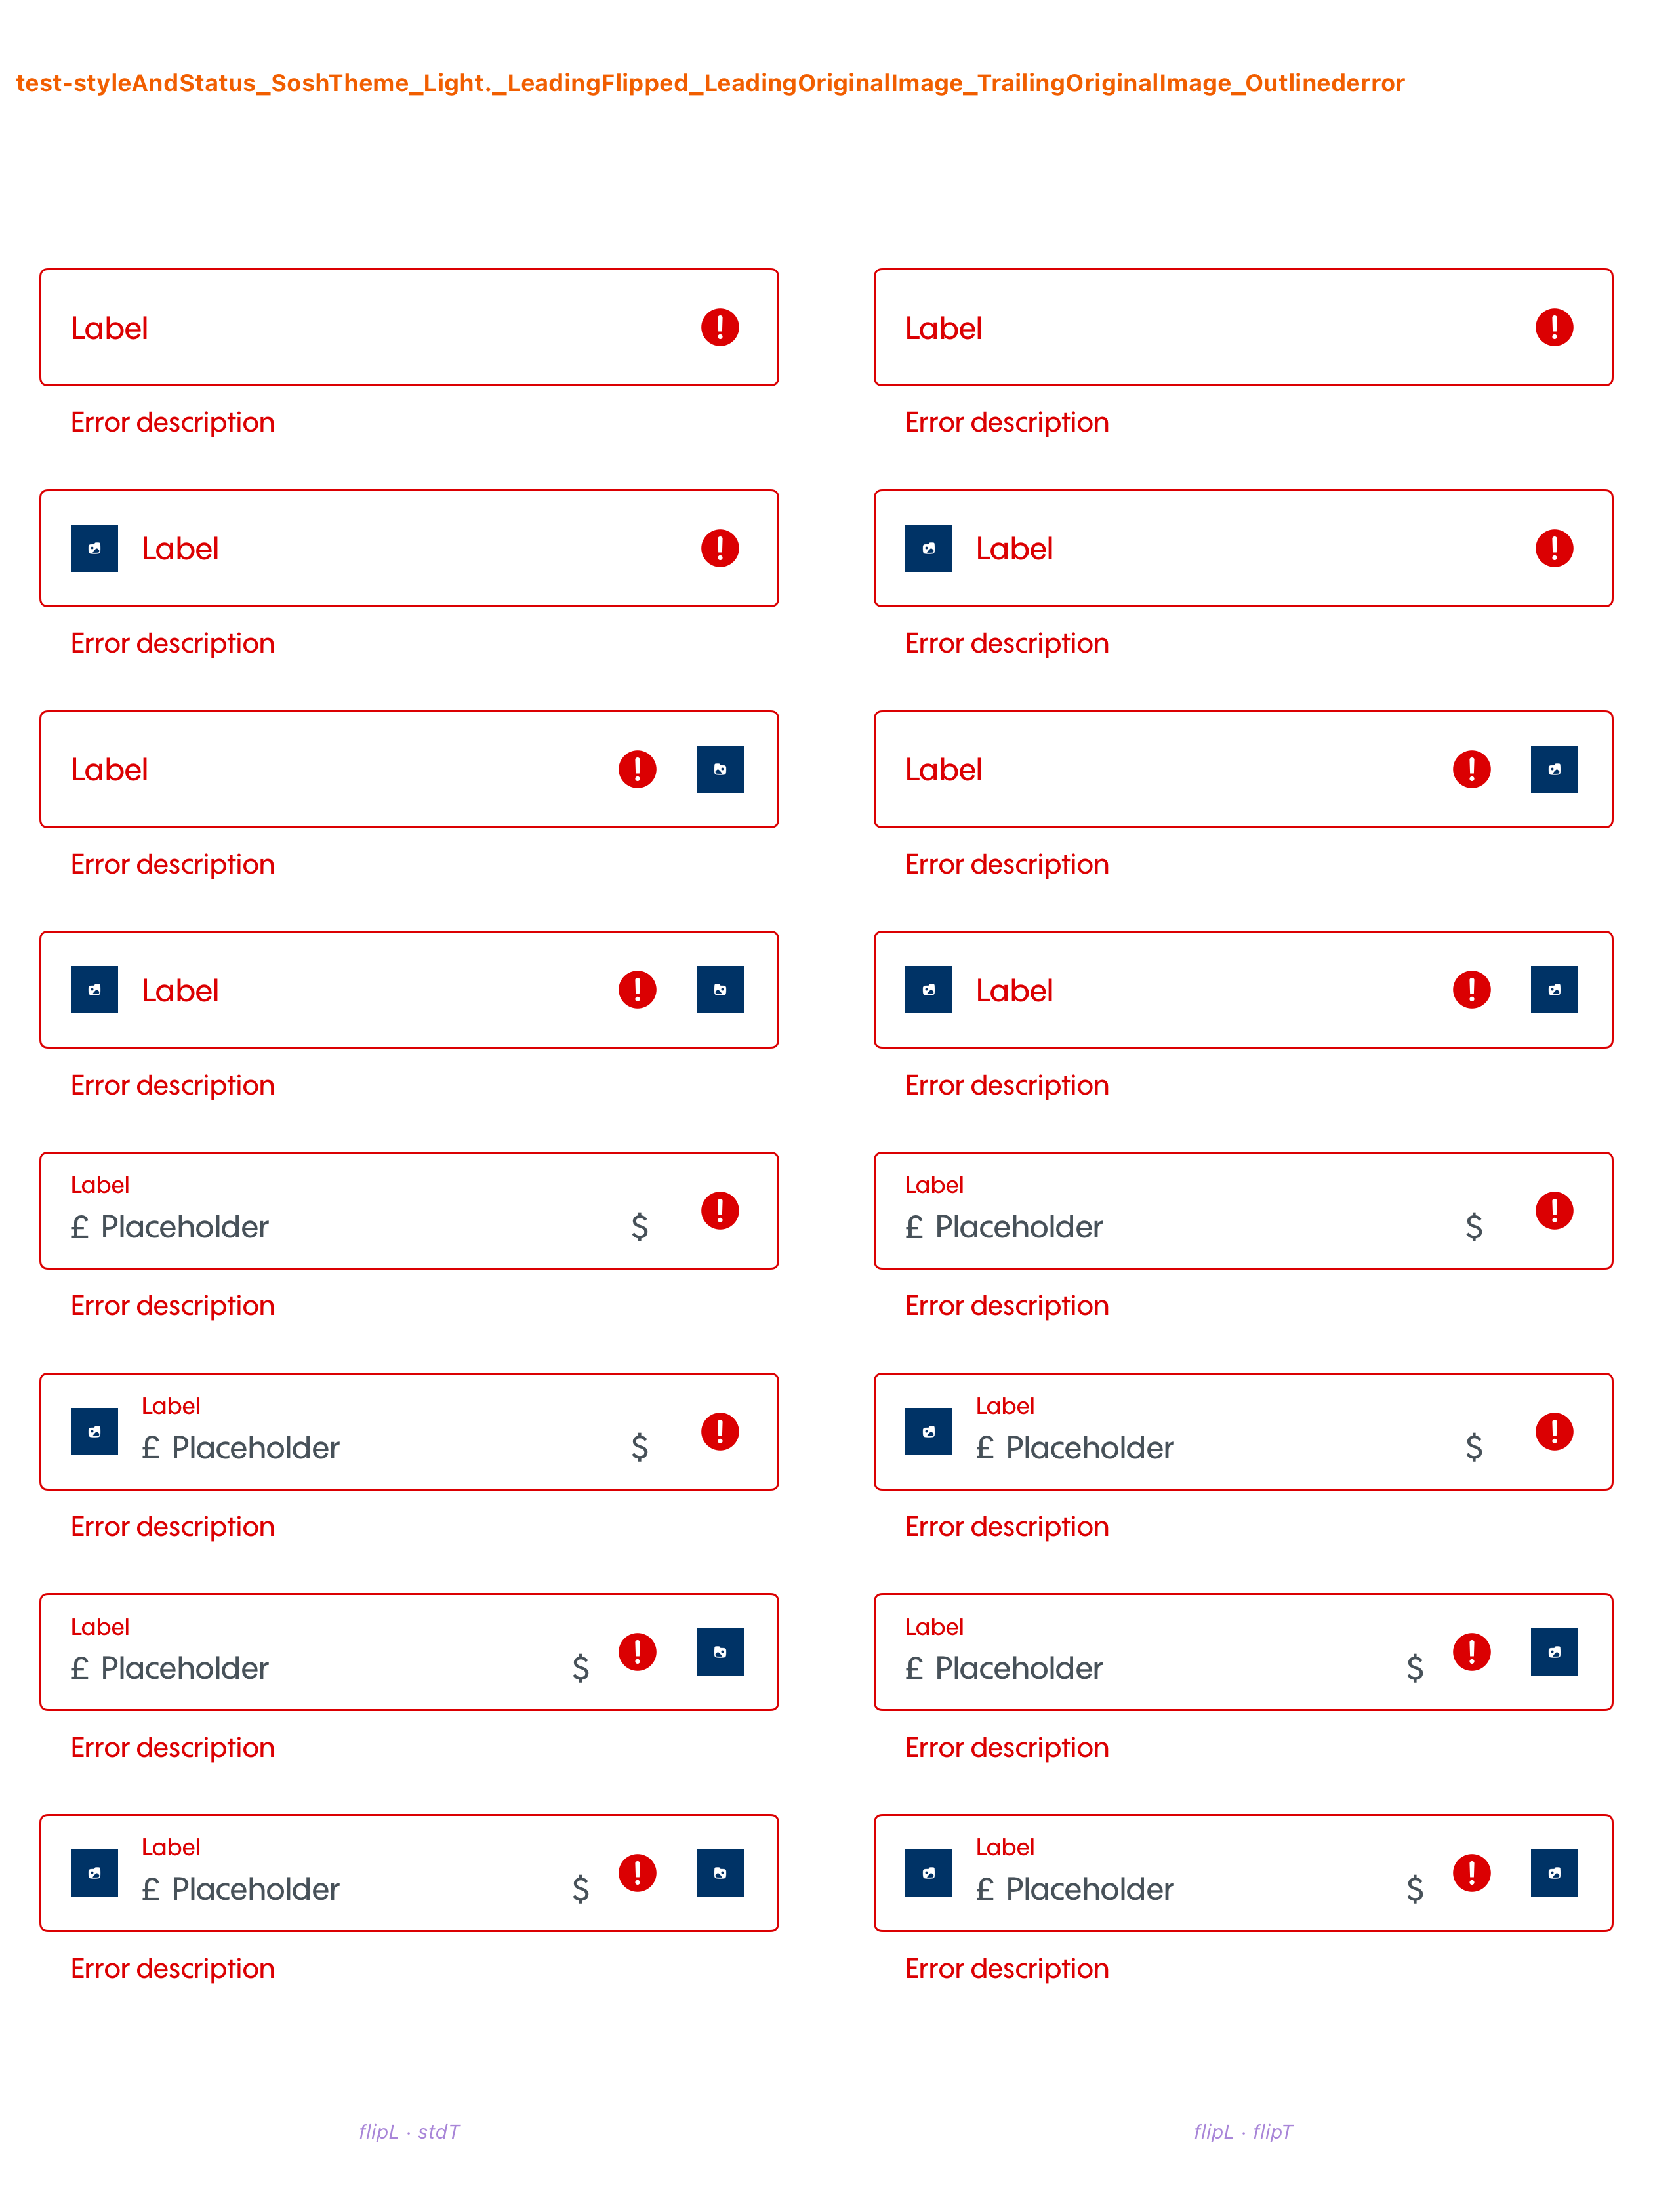 test-styleAndStatus_SoshTheme_Light._LeadingFlipped_LeadingOriginalImage_TrailingOriginalImage_Outlinederror
Label
Error description
Label
Error description
Label
Error description
Label
Error description
Label
£ Placeholder $
Error description
Label
£ Placeholder $
Error description
Label
£ Placeholder $
Error description
Label
£ Placeholder $
Error description
flipL · stdT
Label
Error description
Label
Error description
Label
Error description
Label
Error description
Label
£ Placeholder $
Error description
Label
£ Placeholder $
Error description
Label
£ Placeholder $
Error description
Label
£ Placeholder $
Error description
flipL · flipT